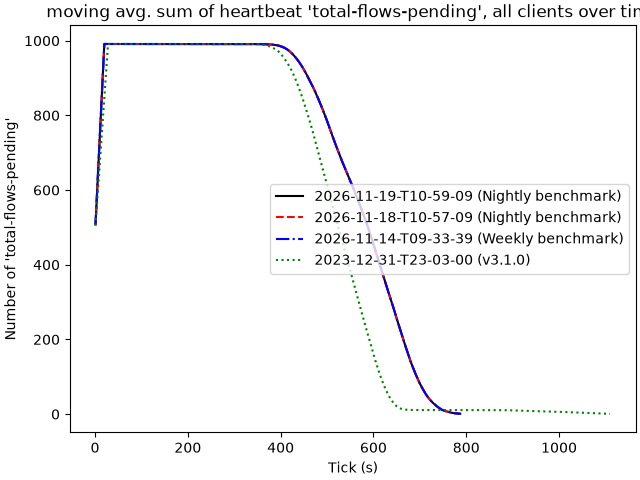 moving avg. sum of heartbeat 'total-flows-pending', all clients over
Number of 'total-flows-pending'
1000
800
600
400
200
0
2026-11-19-T10-59-09 (Nightly benchmark)
2026-11-18-T10-57-09 (Nightly benchmark)
2026-11-14-T09-33-39 (Weekly benchmark)
2023-12-31-T23-03-00 (v3.1.0)
0 200 400 600 800 1000
Tick (s)